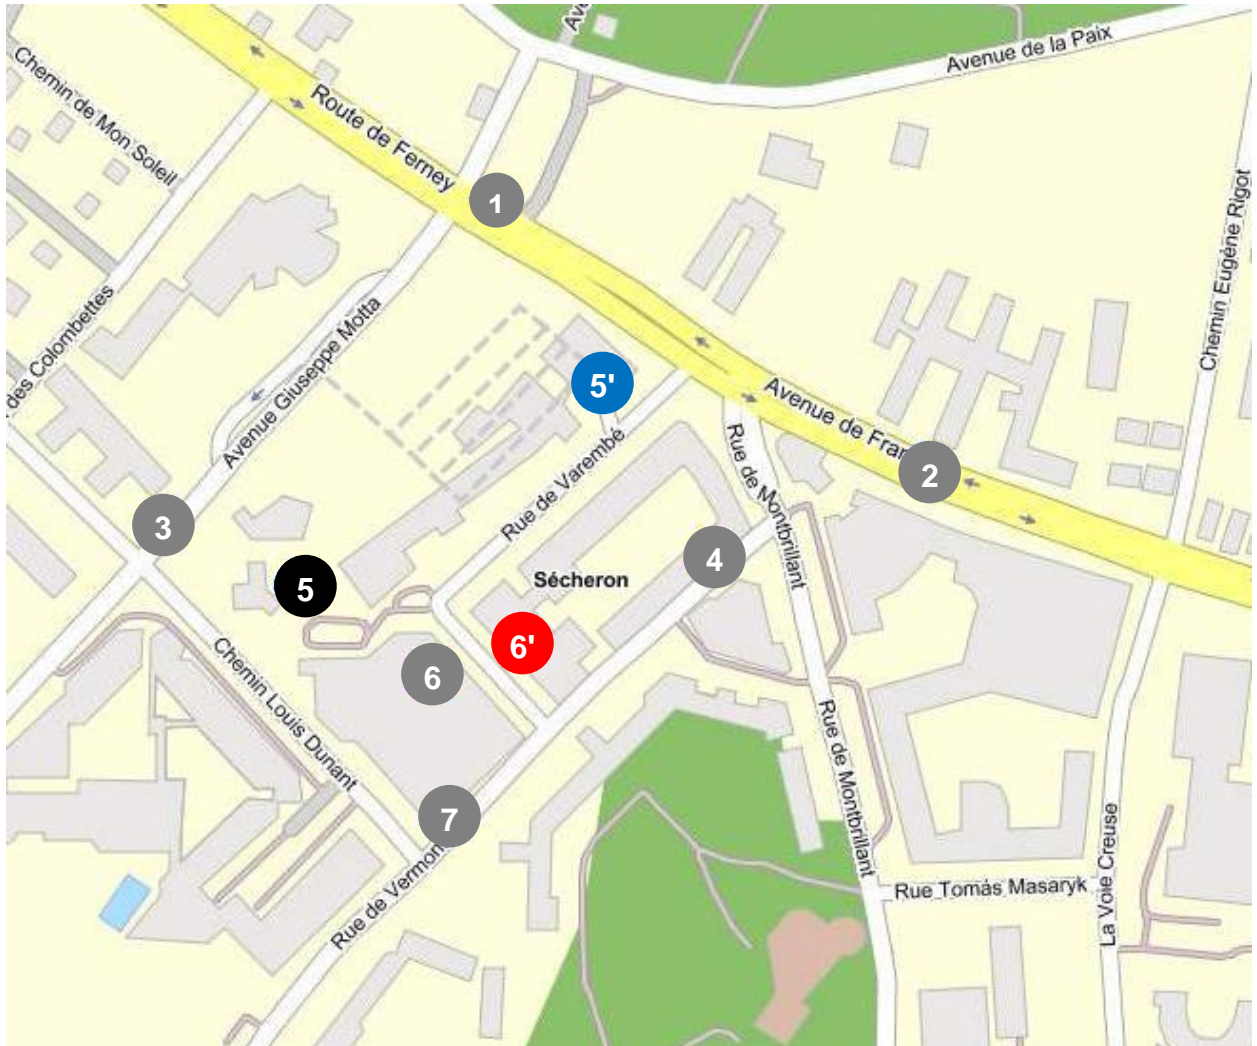 Ave
Avenue de la Paix
Chemin de Mon Soleil
Route de Ferney
1
Chemin Eugène Rigot
des Colombettes
Avenue Giuseppe Motta
5'
Avenue de Fran
Rue de Varembé
Rue de Montbrillant
2
3
4
5
Sécheron
6'
6
Chemin Louis Dunant
Rue de Montbrillant
7
Rue de Vermon
Rue Tomás Masaryk
La Voie Creuse